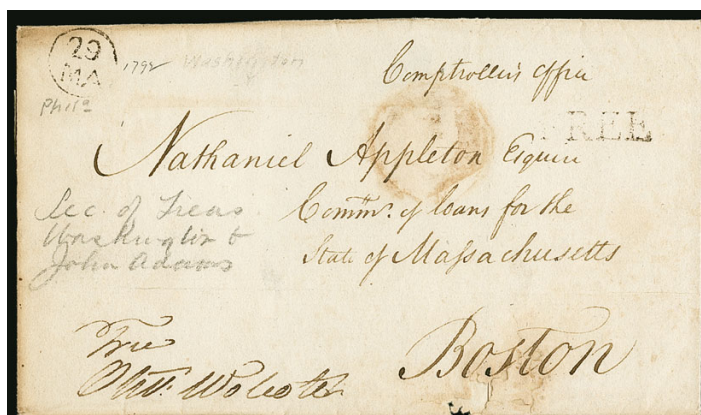 29
MA
1792 Washington
Phila
Comptrollers office
FREE
Nathaniel Appleton Esquire
Commr. of loans for the
State of Massachusetts
Boston
Sec. of Treas
Washington &
John Adams
Free
Olivr. Wolcott